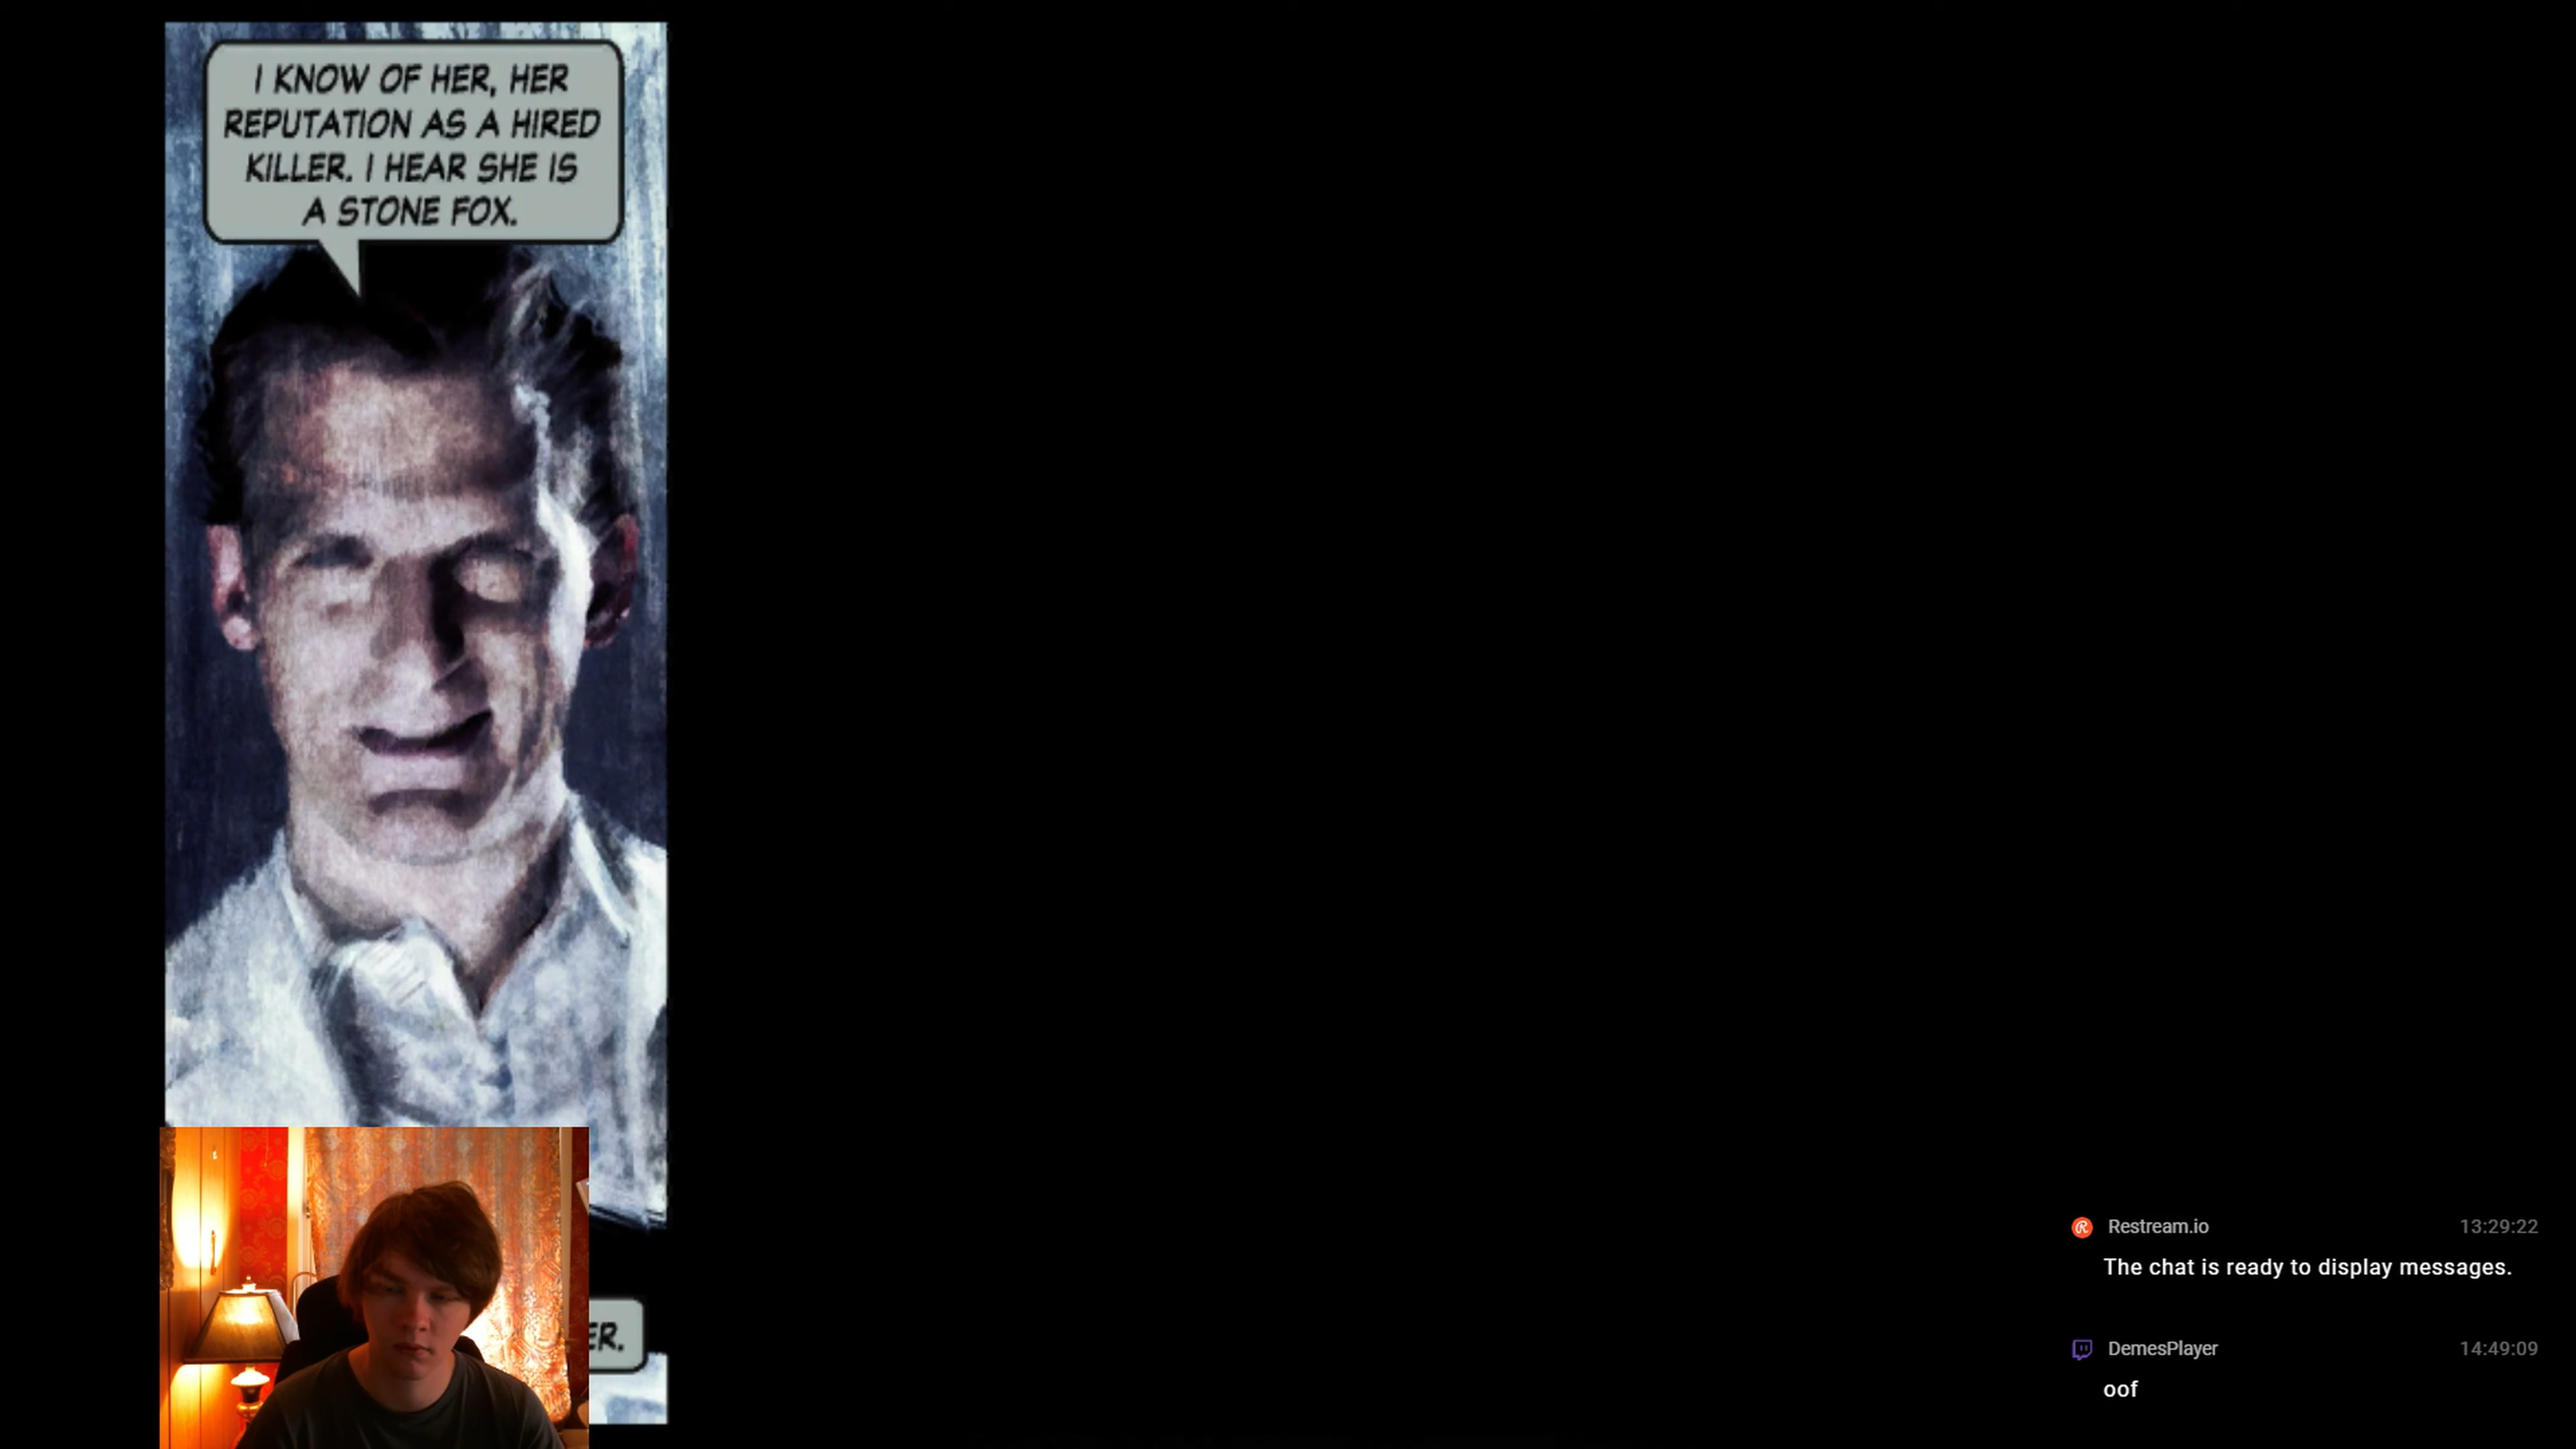 I KNOW OF HER, HER
REPUTATION AS A HIRED
KILLER. I HEAR SHE IS
A STONE FOX.
Restream.io 13:29:22
The chat is ready to display messages.
DemesPlayer 14:49:09
oof